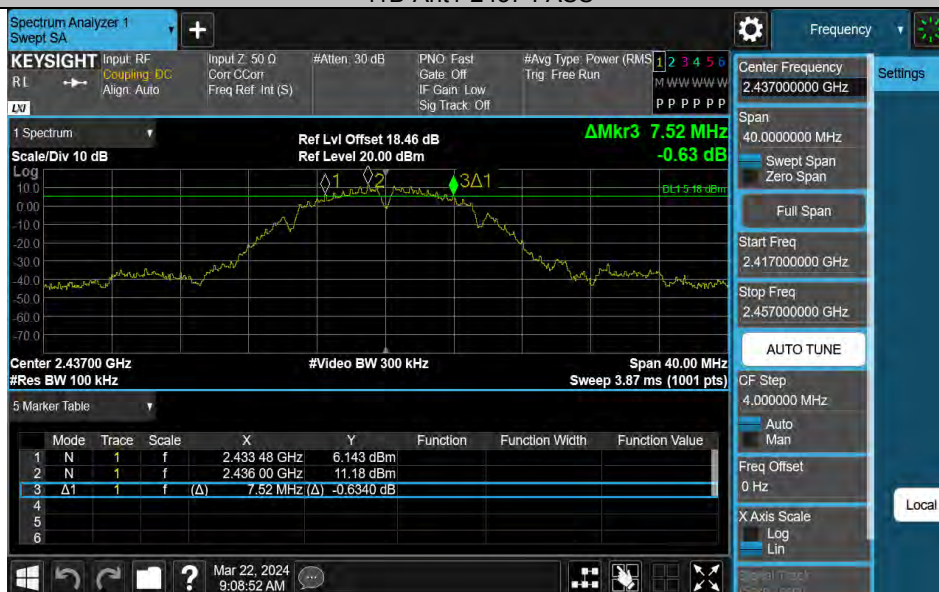 Spectrum Analyzer 1
Swept SA
+
Frequency
KEYSIGHT
RL
LXI
Input: RF
Coupling: DC
Align: Auto
Input Z: 50 Ω
Corr CCorr
Freq Ref: Int (S)
#Atten: 30 dB
PNO: Fast
Gate: Off
IF Gain: Low
Sig Track: Off
#Avg Type: Power (RMS
Trig: Free Run
1 2 3 4 5 6
M W W W W W
P P P P P P
1 Spectrum
Scale/Div 10 dB
Ref Lvl Offset 18.46 dB
Ref Level 20.00 dBm
ΔMkr3 7.52 MHz
-0.63 dB
Log
10.0
0.00
-10.0
-20.0
-30.0
-40.0
-50.0
-60.0
-70.0
1
2
3Δ1
DL1 5.18 dBm
Center 2.43700 GHz
#Video BW 300 kHz
Span 40.00 MHz
#Res BW 100 kHz
Sweep 3.87 ms (1001 pts)
5 Marker Table
Mode Trace Scale X Y Function Function Width Function Value
1 N 1 f 2.433 48 GHz 6.143 dBm
2 N 1 f 2.436 00 GHz 11.18 dBm
3 Δ1 1 f (Δ) 7.52 MHz (Δ) -0.6340 dB
4
5
6
Mar 22, 2024
9:08:52 AM
Center Frequency
2.437000000 GHz
Settings
Span
40.0000000 MHz
Swept Span
Zero Span
Full Span
Start Freq
2.417000000 GHz
Stop Freq
2.457000000 GHz
AUTO TUNE
CF Step
4.000000 MHz
Auto
Man
Freq Offset
0 Hz
Local
X Axis Scale
Log
Lin